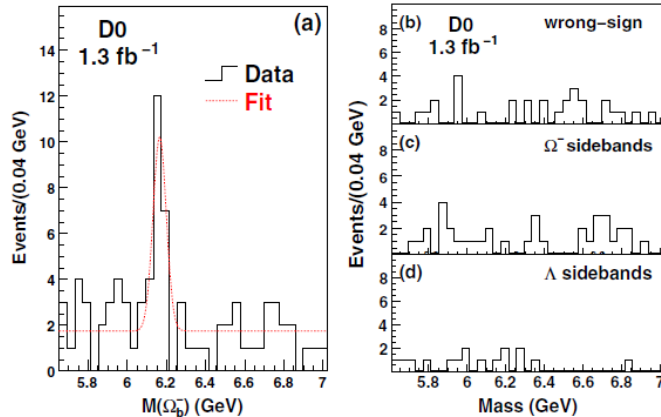 (a)
D0
1.3 fb⁻¹
Data
Fit
Events/(0.04 GeV)
14
12
10
8
6
4
2
0
5.8 6 6.2 6.4 6.6 6.8 7
M(Ω_b⁻) (GeV)
(b) D0 wrong-sign
1.3 fb⁻¹
8
6
4
2
(c) Ω⁻ sidebands
Events/(0.04 GeV)
8
6
4
2
(d) Λ sidebands
8
6
4
2
5.8 6 6.2 6.4 6.6 6.8 7
Mass (GeV)